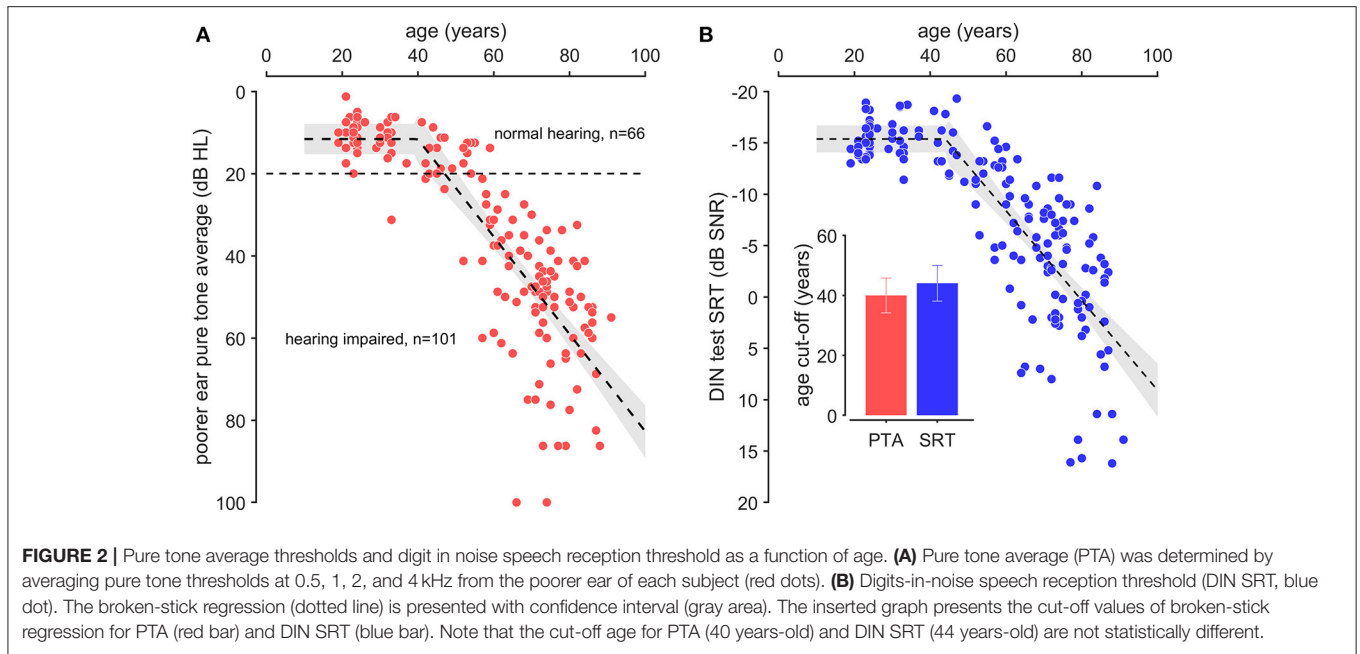 A
age (years)
0 20 40 60 80 100
poorer ear pure tone average (dB HL)
0
20
40
60
80
100
normal hearing, n=66
hearing impaired, n=101
B
age (years)
0 20 40 60 80 100
DIN test SRT (dB SNR)
-20
-15
-10
-5
0
5
10
15
20
age cut-off (years)
60
40
20
0
PTA SRT
FIGURE 2 | Pure tone average thresholds and digit in noise speech reception threshold as a function of age. (A) Pure tone average (PTA) was determined by
averaging pure tone thresholds at 0.5, 1, 2, and 4 kHz from the poorer ear of each subject (red dots). (B) Digits-in-noise speech reception threshold (DIN SRT, blue
dot). The broken-stick regression (dotted line) is presented with confidence interval (gray area). The inserted graph presents the cut-off values of broken-stick
regression for PTA (red bar) and DIN SRT (blue bar). Note that the cut-off age for PTA (40 years-old) and DIN SRT (44 years-old) are not statistically different.